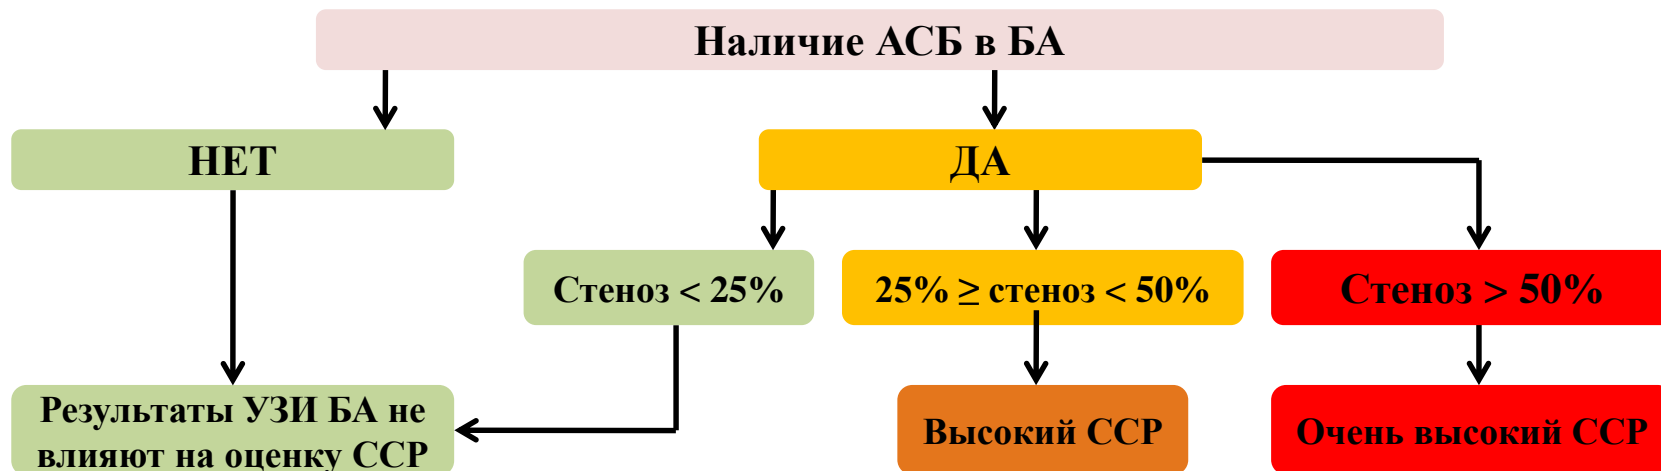 Наличие АСБ в БА
НЕТ
ДА
Стеноз < 25%
25% ≥ стеноз < 50%
Стеноз > 50%
Результаты УЗИ БА не
влияют на оценку ССР
Высокий ССР
Очень высокий ССР